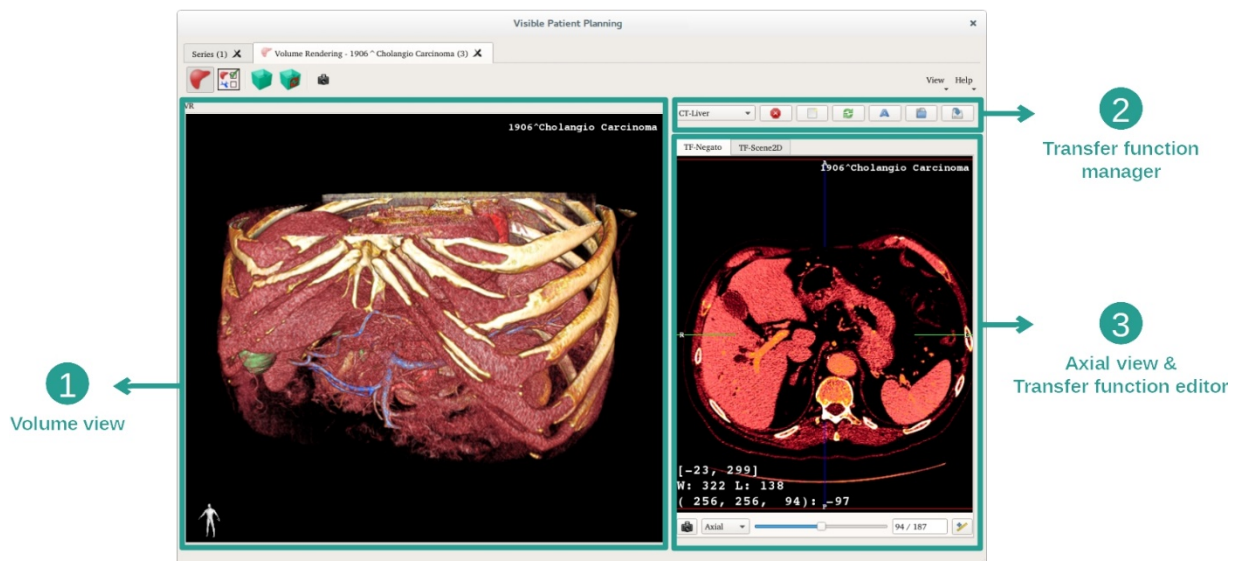 Visible Patient Planning
Series (1)
Volume Rendering - 1906 ^ Cholangio Carcinoma (3)
View
Help
VR
1906^Cholangio Carcinoma
CT-Liver
TF-Negato
TF-Scene2D
1906^Cholangio Carcinoma
R
[-23, 299]
W: 322 L: 138
( 256, 256,  94): -97
Axial
94 / 187
1
Volume view
2
Transfer function
manager
3
Axial view &
Transfer function editor